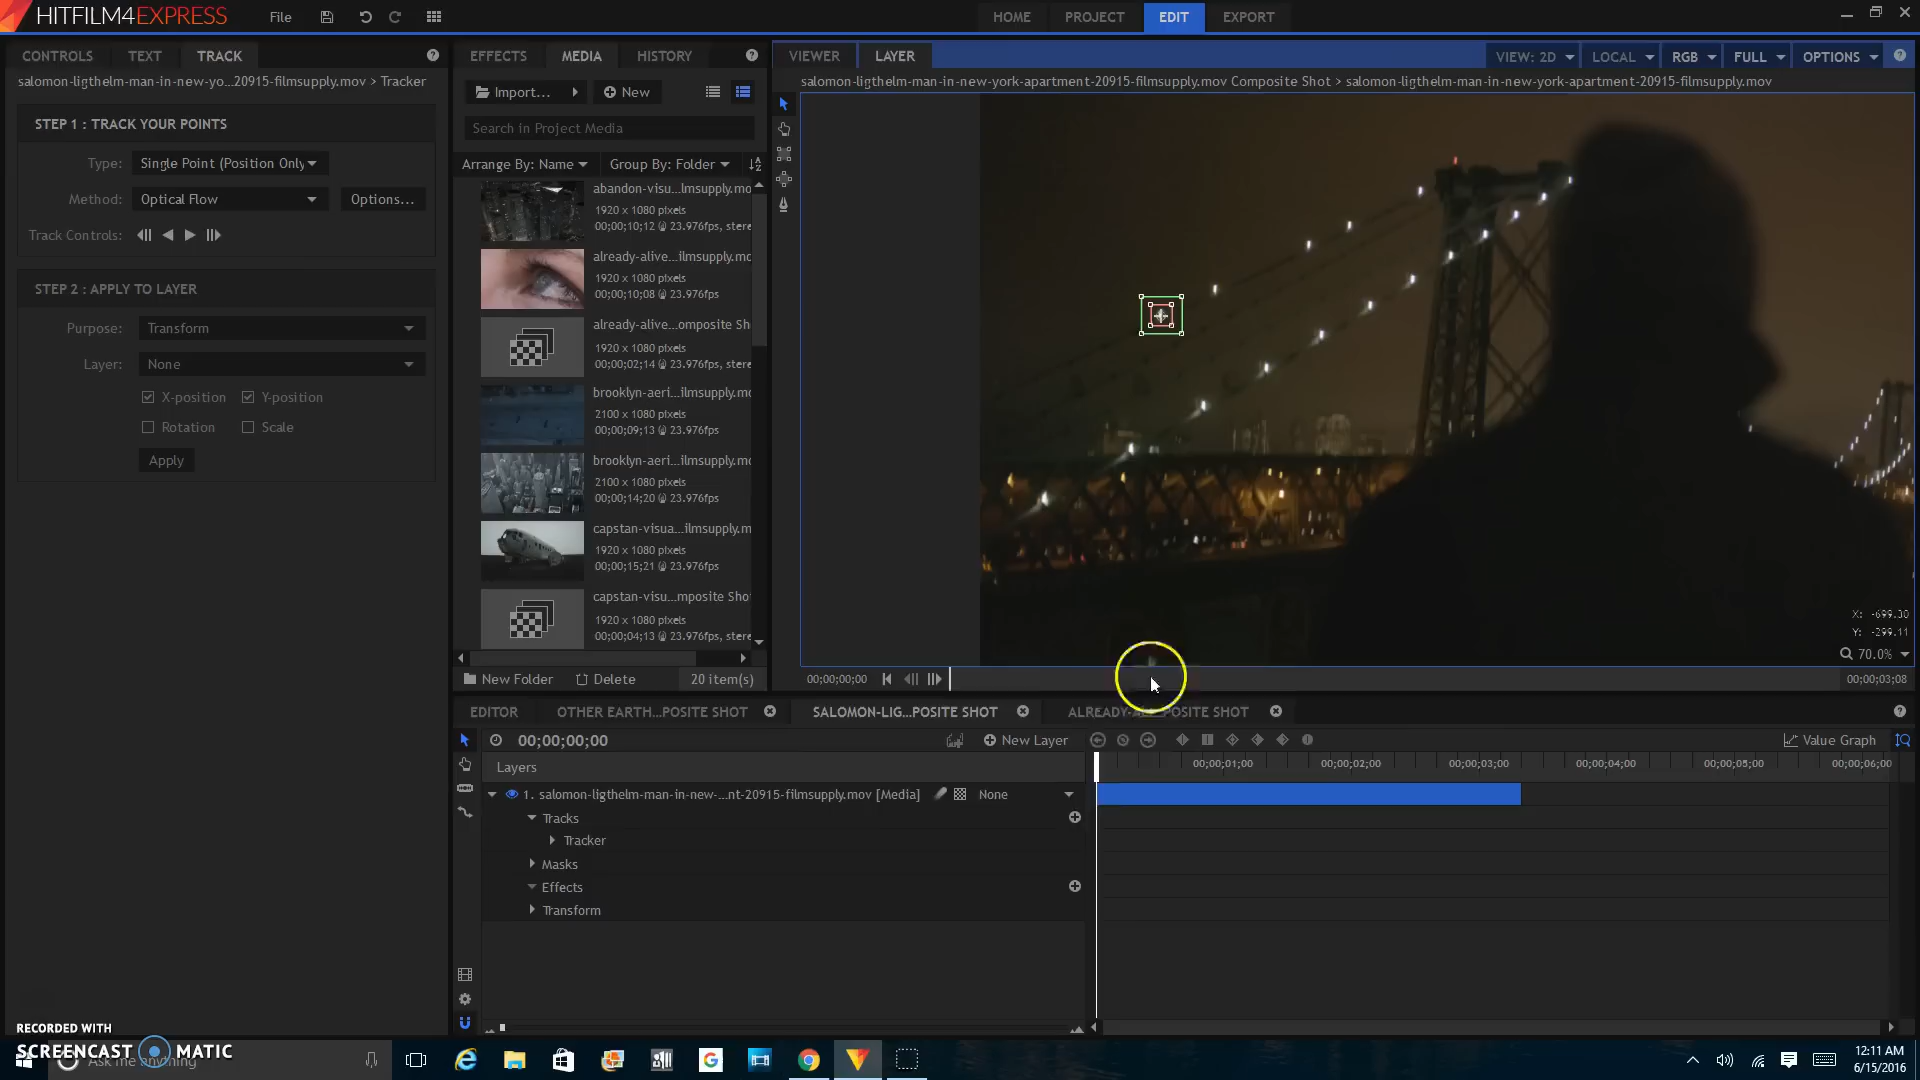 HITFILM4EXPRESS
File
HOME
PROJECT
EDIT
EXPORT
CONTROLS
TEXT
TRACK
salomon-ligthelm-man-in-new-yo...20915-filmsupply.mov > Tracker
STEP 1 : TRACK YOUR POINTS
Type:
Single Point (Position Only
Method:
Optical Flow
Options...
Track Controls:
STEP 2 : APPLY TO LAYER
Purpose:
Transform
Layer:
None
X-position
Y-position
Rotation
Scale
Apply
EFFECTS
MEDIA
HISTORY
Import...
New
Search in Project Media
Arrange By: Name
Group By: Folder
abandon-visu...lmsupply.mo
1920 x 1080 pixels
00;00;10;12 @ 23.976fps, stere
already-alive...ilmsupply.mo
1920 x 1080 pixels
00;00;10;08 @ 23.976fps
already-alive...omposite Sh
1920 x 1080 pixels
00;00;02;14 @ 23.976fps, stere
brooklyn-aeri...ilmsupply.mo
2100 x 1080 pixels
00;00;09;13 @ 23.976fps
brooklyn-aeri...ilmsupply.mo
2100 x 1080 pixels
00;00;14;20 @ 23.976fps
capstan-visua...ilmsupply.m
1920 x 1080 pixels
00;00;15;21 @ 23.976fps
capstan-visu...mposite Sho
1920 x 1080 pixels
00;00;04;13 @ 23.976fps, stere
New Folder
Delete
20 item(s)
VIEWER
LAYER
VIEW: 2D
LOCAL
RGB
FULL
OPTIONS
salomon-ligthelm-man-in-new-york-apartment-20915-filmsupply.mov Composite Shot > salomon-ligthelm-man-in-new-york-apartment-20915-filmsupply.mov
X: -699.30
Y: -299.11
70.0%
00;00;00;00
00;00;03;08
EDITOR
OTHER EARTH...POSITE SHOT
SALOMON-LIG...POSITE SHOT
ALREADY-AL...POSITE SHOT
00;00;00;00
New Layer
Value Graph
Layers
00;00;01;00
00;00;02;00
00;00;03;00
00;00;04;00
00;00;05;00
00;00;06;00
1. salomon-ligthelm-man-in-new-...nt-20915-filmsupply.mov [Media]
None
Tracks
Tracker
Masks
Effects
Transform
RECORDED WITH
SCREENCAST MATIC
Ask me anything
12:11 AM
6/15/2016